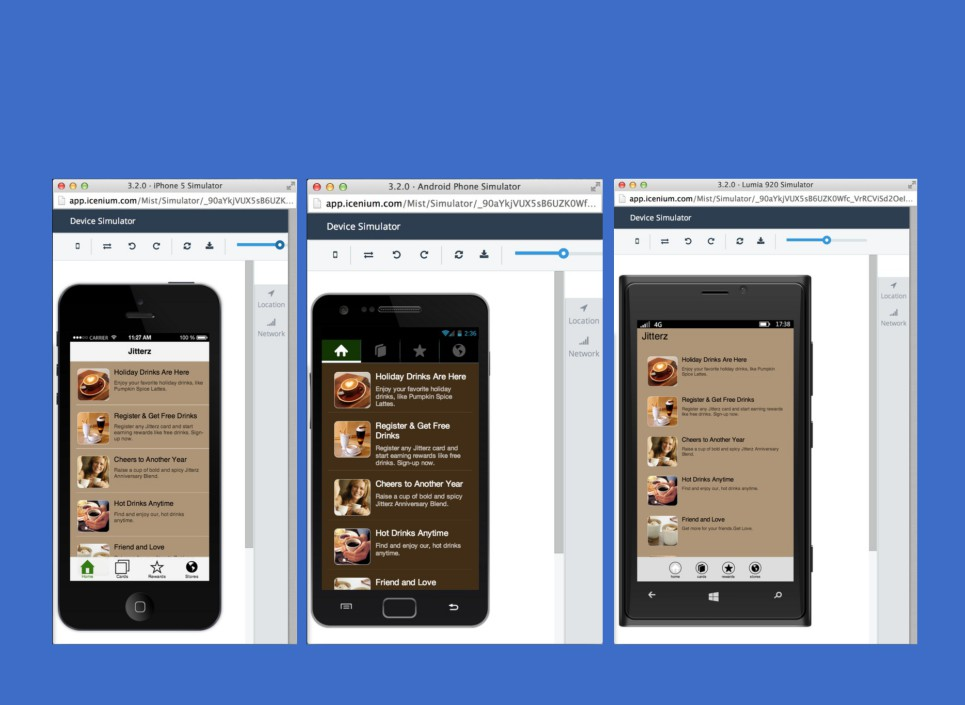 3.2.0 - iPhone 5 Simulator
app.icenium.com/Mist/Simulator/_90aYkjVUX5sB6UZK...
Device Simulator
Location
Network
●●●○○ CARRIER 11:27 AM 100 %
Jitterz
Holiday Drinks Are Here
Enjoy your favorite holiday drinks, like
Pumpkin Spice Lattes.
Register & Get Free Drinks
Register any Jitterz card and start
earning rewards like free drinks. Sign-
up now.
Cheers to Another Year
Raise a cup of bold and spicy Jitterz
Anniversary Blend.
Hot Drinks Anytime
Find and enjoy our, hot drinks
anytime.
Friend and Love
Home Cards Rewards Stores
3.2.0 - Android Phone Simulator
app.icenium.com/Mist/Simulator/_90aYkjVUX5sB6UZK0Wf...
Device Simulator
Location
Network
2:36
Holiday Drinks Are Here
Enjoy your favorite holiday
drinks, like Pumpkin Spice
Lattes.
Register & Get Free
Drinks
Register any Jitterz card and
start earning rewards like free
drinks. Sign-up now.
Cheers to Another Year
Raise a cup of bold and spicy
Jitterz Anniversary Blend.
Hot Drinks Anytime
Find and enjoy our, hot drinks
anytime.
Friend and Love
3.2.0 - Lumia 920 Simulator
app.icenium.com/Mist/Simulator/_90aYkjVUX5sB6UZK0Wfc_VrRCViSd2OeI...
Device Simulator
Location
Network
4G 17:38
Jitterz
Holiday Drinks Are Here
Enjoy your favorite holiday drinks, like Pumpkin
Spice Lattes.
Register & Get Free Drinks
Register any Jitterz card and start earning rewards
like free drinks. Sign up now.
Cheers to Another Year
Raise a cup of bold and spicy Jitterz Anniversary
Blend.
Hot Drinks Anytime
Find and enjoy our, hot drinks anytime.
Friend and Love
Get more for your friends Get Love.
home cards rewards stores